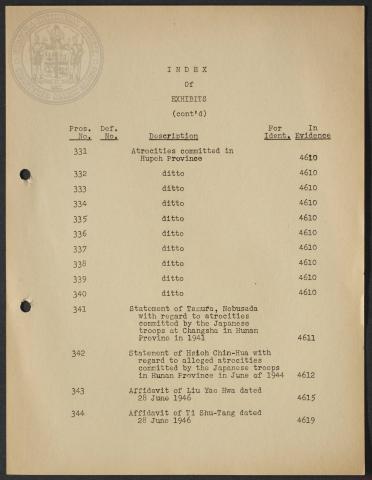 INDEX
Of
EXHIBITS
(cont'd)
Pros. Def. For In
No. No. Description Ident. Evidence
331 Atrocities committed in
Hupeh Province 4610
332 ditto 4610
333 ditto 4610
334 ditto 4610
335 ditto 4610
336 ditto 4610
337 ditto 4610
338 ditto 4610
339 ditto 4610
340 ditto 4610
341 Statement of Tamura, Nobusada
with regard to atrocities
committed by the Japanese
troops at Changsha in Hunan
Province in 1941 4611
342 Statement of Hsieh Chin-Hua with
regard to alleged atrocities
committed by the Japanese troops
in Hunan Province in June of 1944 4612
343 Affidavit of Liu Yao Hwa dated
28 June 1946 4615
344 Affidavit of Ti Shu-Tang dated
28 June 1946 4619